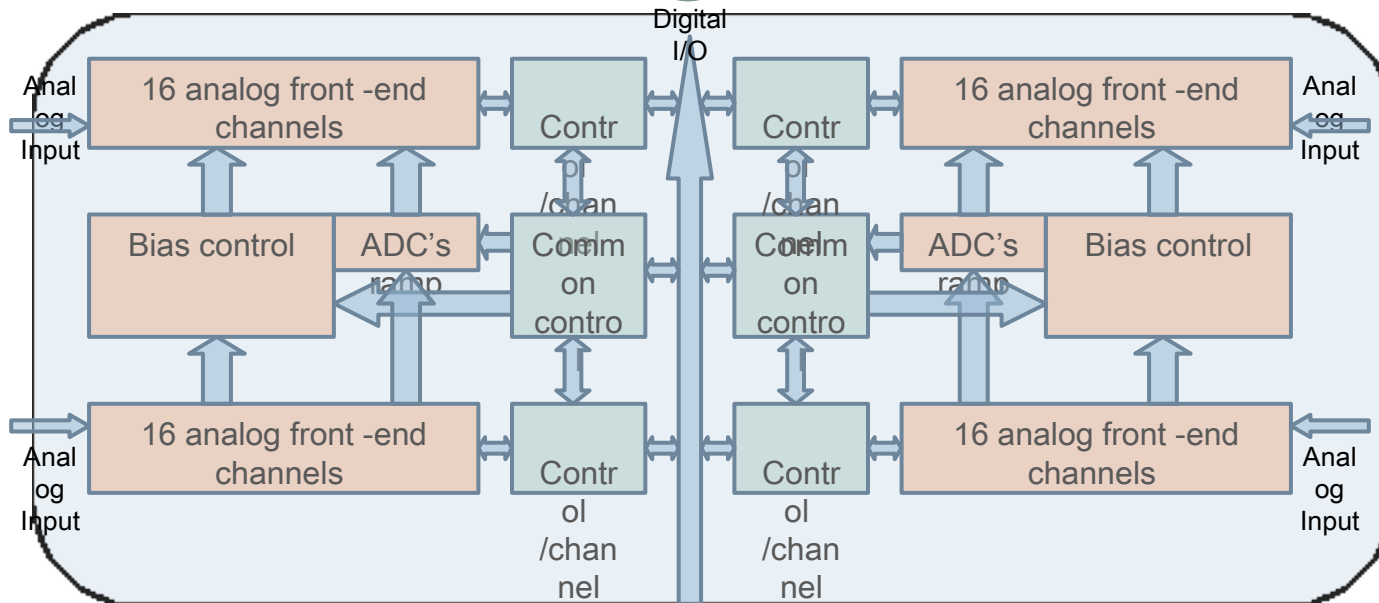 Digital
I/O
Anal
og
Input
16 analog front -end
channels
Contr
ol
/chan
nel
Contr
ol
/chan
nel
16 analog front -end
channels
Anal
og
Input
Bias control
ADC's
ramp
Comm
on
contro
l
Comm
on
contro
l
ADC's
ramp
Bias control
Anal
og
Input
16 analog front -end
channels
Contr
ol
/chan
nel
Contr
ol
/chan
nel
16 analog front -end
channels
Anal
og
Input